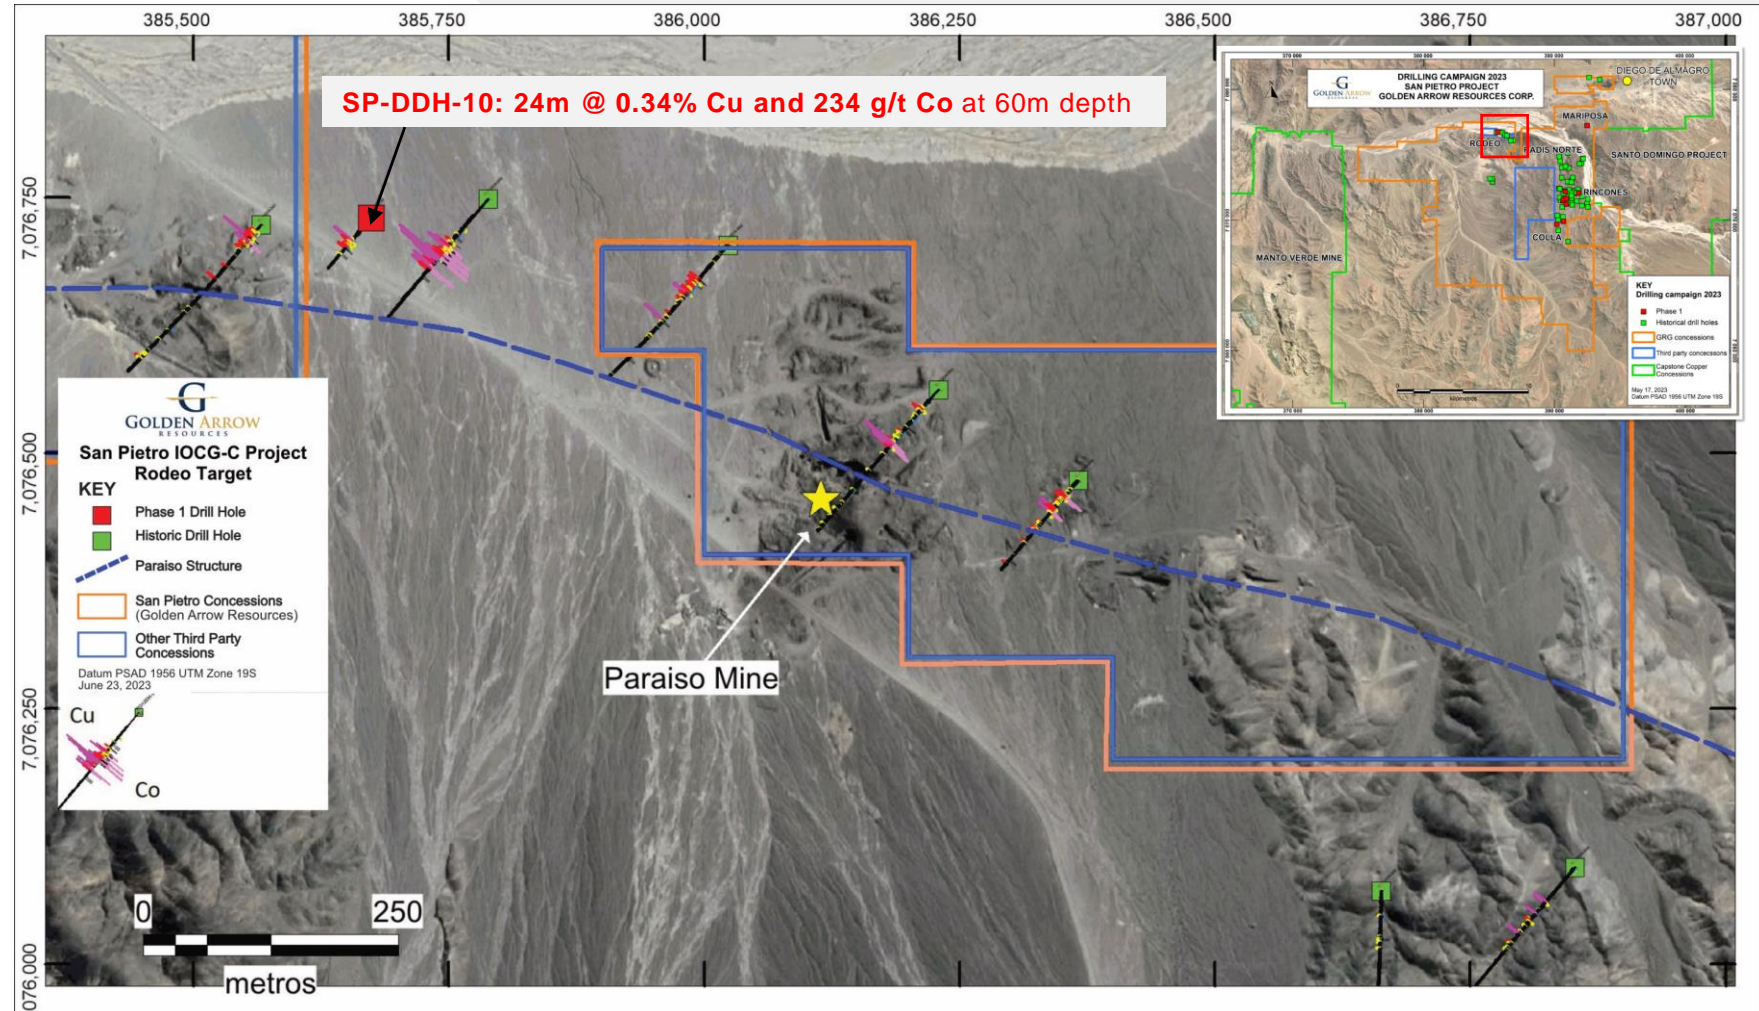 385,500 385,750 386,000 386,250 386,500 386,750 387,000
SP-DDH-10: 24m @ 0.34% Cu and 234 g/t Co at 60m depth
7,076,750
7,076,500
7,076,250
076,000
GOLDEN ARROW
RESOURCES
San Pietro IOCG-C Project
Rodeo Target
KEY
Phase 1 Drill Hole
Historic Drill Hole
Paraiso Structure
San Pietro Concessions
(Golden Arrow Resources)
Other Third Party
Concessions
Datum PSAD 1956 UTM Zone 19S
June 23, 2023
Cu
Co
Paraiso Mine
0 250
metros
GOLDEN ARROW
RESOURCES
DRILLING CAMPAIGN 2023
SAN PIETRO PROJECT
GOLDEN ARROW RESOURCES CORP.
DIEGO DE ALMAGRO
TOWN
MARIPOSA
RODEO
RADIS NORTE
SANTO DOMINGO PROJECT
RINCONES
COLLA
MANTO VERDE MINE
KEY
Drilling campaign 2023
Phase 1
Historical drill holes
GRG concessions
Third party concessions
Capstone Copper
Concessions
May 17, 2023
Datum PSAD 1956 UTM Zone 19S